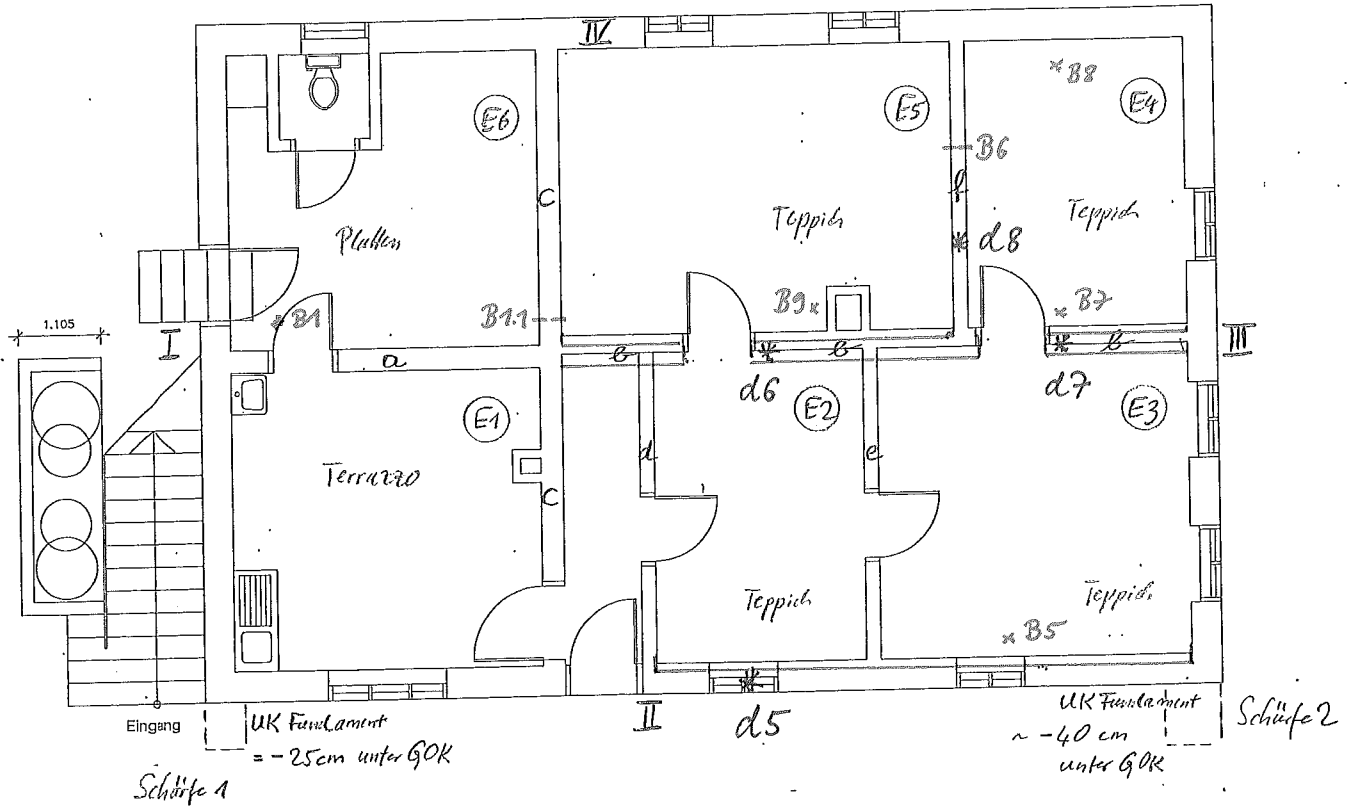 IV
B8
E4
E6
E5
B6
C
f
Teppich
Teppich
Platten
d8
B9
B7
1.105
B1
B1.1
I
III
a
b
b
b
d6
d7
E1
E2
E3
d
e
Terrazzo
C
Teppich
Teppich
B5
Eingang
UK Fundament
= -25cm unter GOK
II
d5
UK Fundament
~ -40 cm
unter GOK
Schürfe 2
Schürfe 1